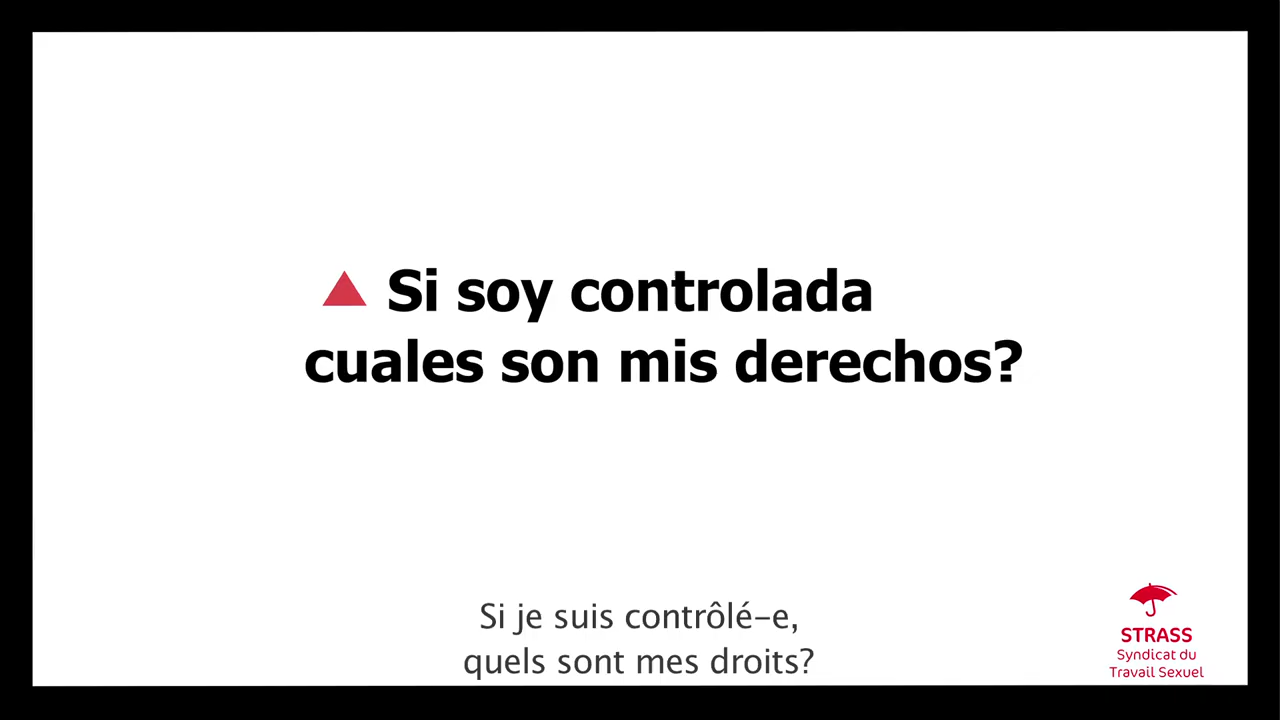 Si soy controlada
cuales son mis derechos?
Si je suis contrôlé-e,
quels sont mes droits?
STRASS
Syndicat du
Travail Sexuel